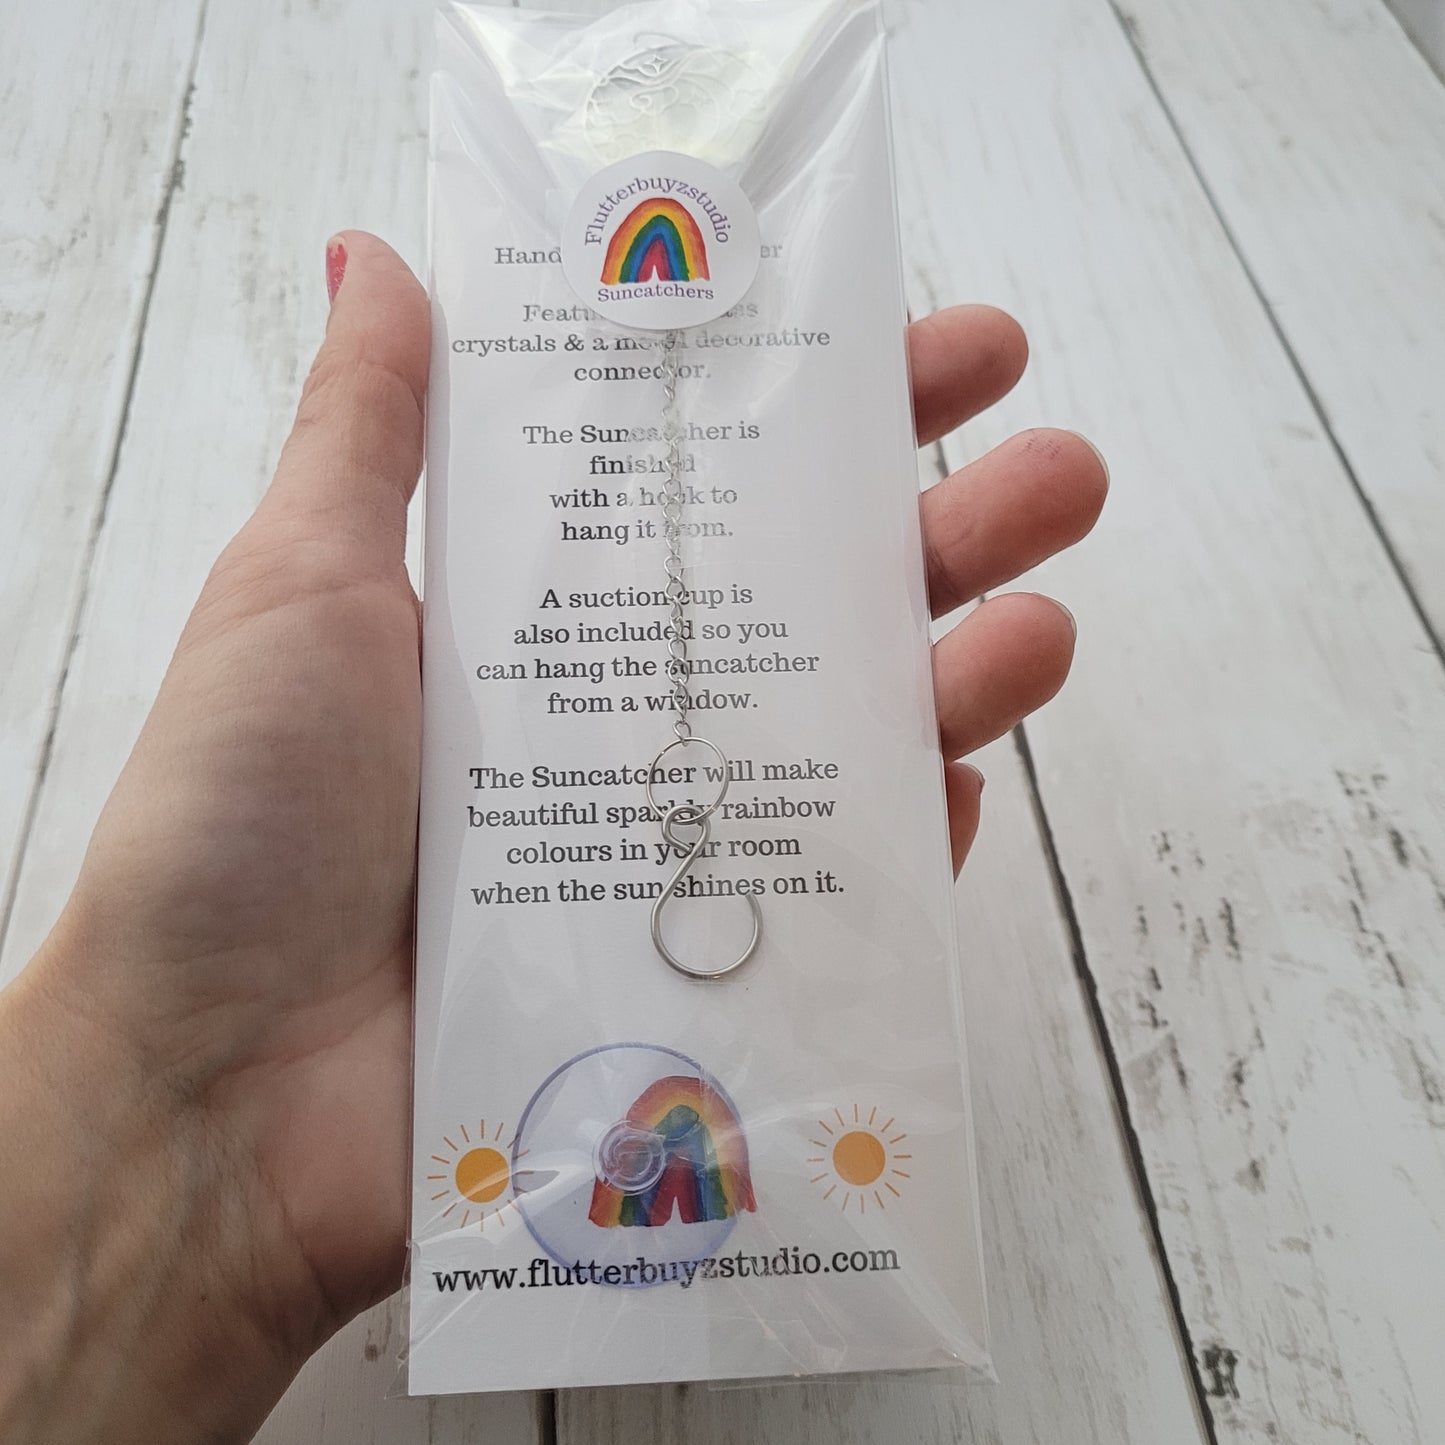 Flutterbuyzstudio
Suncatchers
crystals & a decorative
connector.
The Suncatcher is
finished
with a hook to
hang it from.
A suction cup is
also included so you
can hang the suncatcher
from a window.
The Suncatcher will make
beautiful sparkly rainbow
colours in your room
when the sun shines on it.
www.flutterbuyzstudio.com